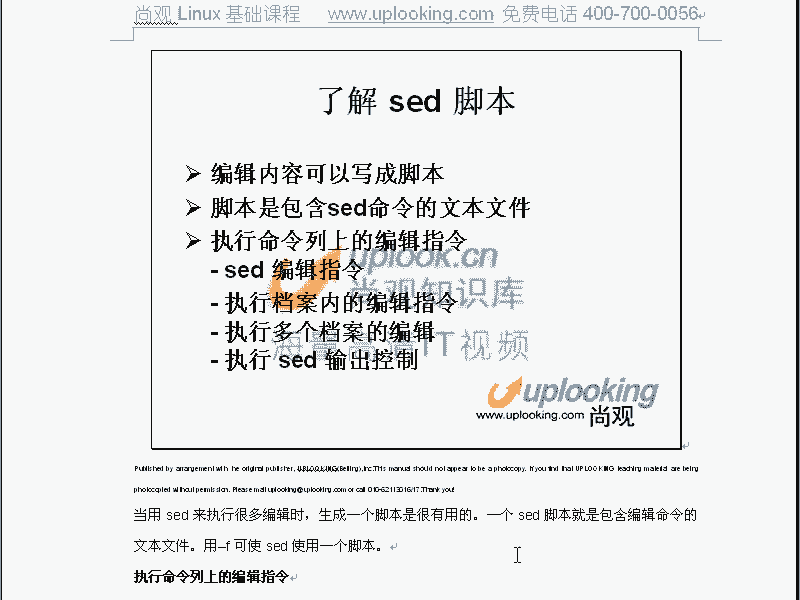 尚观 Linux 基础课程 www.uplooking.com 免费电话 400-700-0056
了解 sed 脚本
➢ 编辑内容可以写成脚本
➢ 脚本是包含sed命令的文本文件
➢ 执行命令列上的编辑指令
- sed 编辑指令
- 执行档案内的编辑指令
- 执行多个档案的编辑
- 执行 sed 输出控制
uplook.cn
尚观知识库
海量高清IT视频
uplooking
www.uplooking.com 尚观
Published by arrangement with the original publisher, UPLOOKING(Beijing),Inc.This manual should not appear to be a photocopy. If you find that UPLOOKING teaching material are being
photocopied without permission. Please mail uplooking@uplooking.com or call 010-62113016/17.Thank you!
当用 sed 来执行很多编辑时，生成一个脚本是很有用的。一个 sed 脚本就是包含编辑命令的
文本文件。用–f 可使 sed 使用一个脚本。
执行命令列上的编辑指令